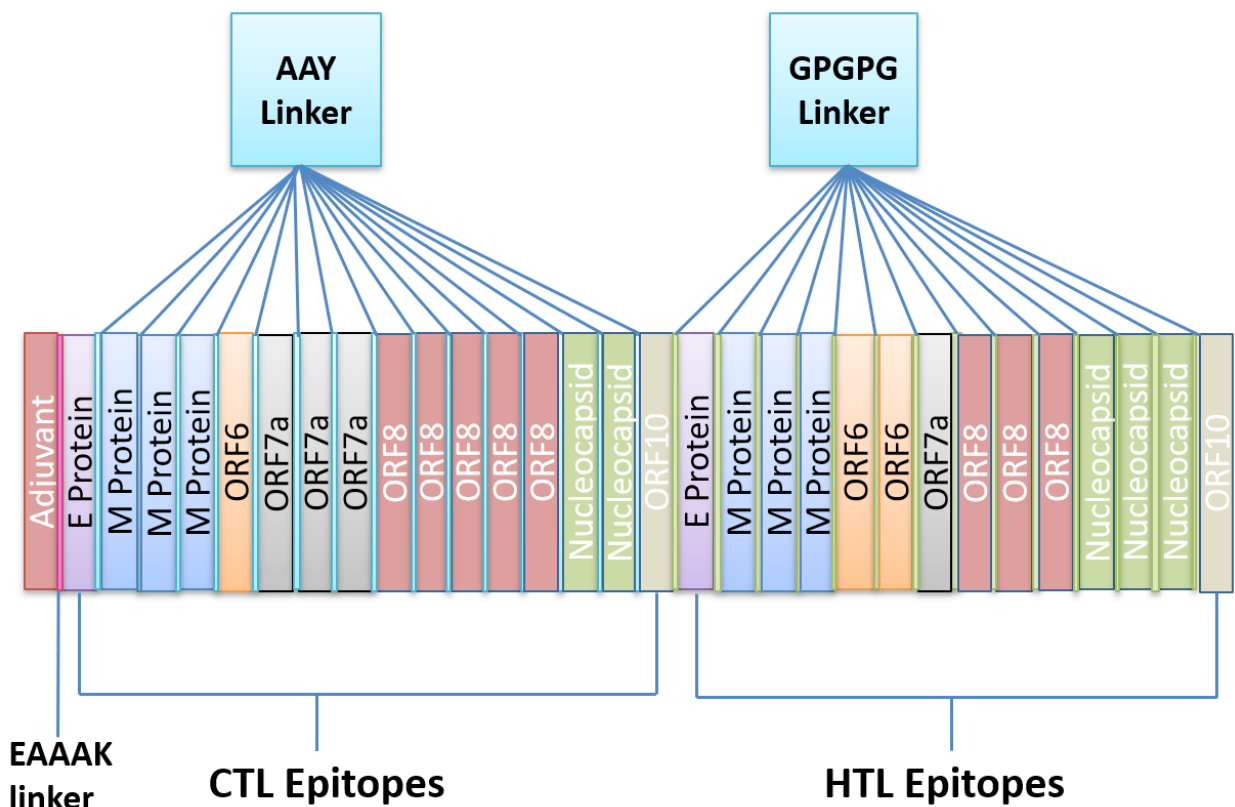 AAY
Linker
GPGPG
Linker
Adjuvant
E Protein
M Protein
M Protein
M Protein
ORF6
ORF7a
ORF7a
ORF7a
ORF8
ORF8
ORF8
ORF8
ORF8
Nucleocapsid
Nucleocapsid
ORF10
E Protein
M Protein
M Protein
M Protein
ORF6
ORF6
ORF7a
ORF8
ORF8
ORF8
Nucleocapsid
Nucleocapsid
Nucleocapsid
ORF10
EAAAK
linker
CTL Epitopes
HTL Epitopes